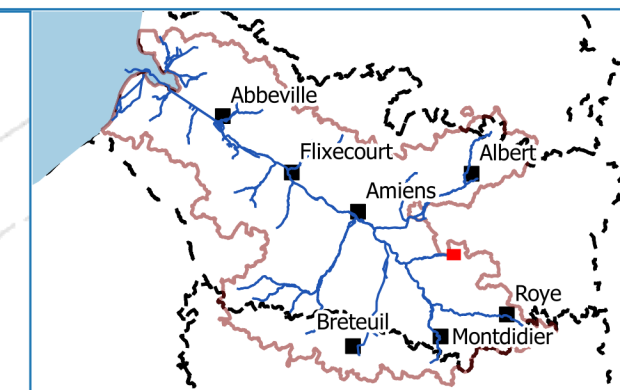 Abbeville
Flixecourt
Albert
Amiens
Roye
Breteuil
Montdidier